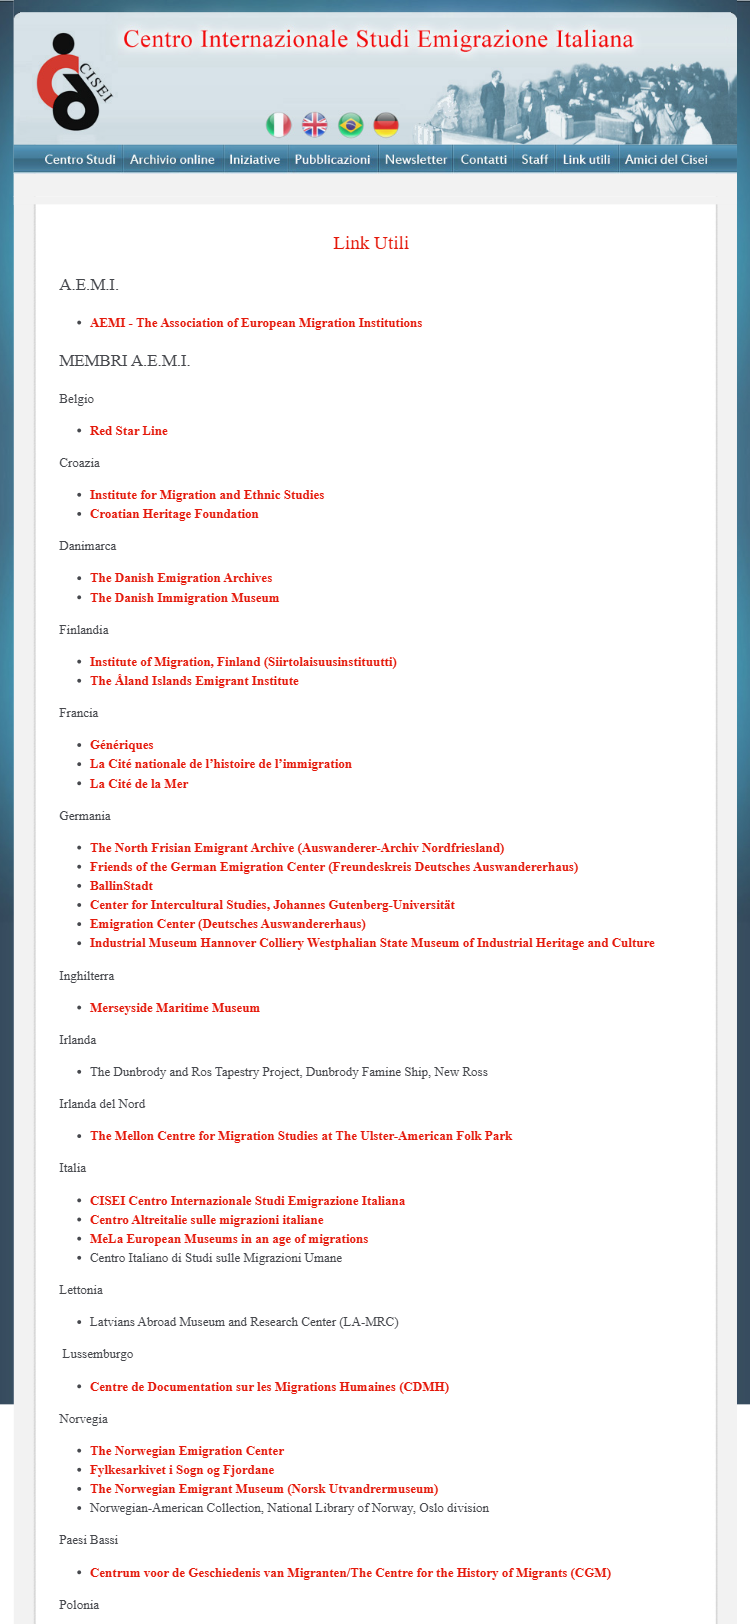 Centro Internazionale Studi Emigrazione Italiana
CISEI
Centro Studi Archivio online Iniziative Pubblicazioni Newsletter Contatti Staff Link utili Amici del Cisei
Link Utili
A.E.M.I.
• AEMI - The Association of European Migration Institutions
MEMBRI A.E.M.I.
Belgio
• Red Star Line
Croazia
• Institute for Migration and Ethnic Studies
• Croatian Heritage Foundation
Danimarca
• The Danish Emigration Archives
• The Danish Immigration Museum
Finlandia
• Institute of Migration, Finland (Siirtolaisuusinstituutti)
• The Åland Islands Emigrant Institute
Francia
• Génériques
• La Cité nationale de l’histoire de l’immigration
• La Cité de la Mer
Germania
• The North Frisian Emigrant Archive (Auswanderer-Archiv Nordfriesland)
• Friends of the German Emigration Center (Freundeskreis Deutsches Auswandererhaus)
• BallinStadt
• Center for Intercultural Studies, Johannes Gutenberg-Universität
• Emigration Center (Deutsches Auswandererhaus)
• Industrial Museum Hannover Colliery Westphalian State Museum of Industrial Heritage and Culture
Inghilterra
• Merseyside Maritime Museum
Irlanda
• The Dunbrody and Ros Tapestry Project, Dunbrody Famine Ship, New Ross
Irlanda del Nord
• The Mellon Centre for Migration Studies at The Ulster-American Folk Park
Italia
• CISEI Centro Internazionale Studi Emigrazione Italiana
• Centro Altreitalie sulle migrazioni italiane
• MeLa European Museums in an age of migrations
• Centro Italiano di Studi sulle Migrazioni Umane
Lettonia
• Latvians Abroad Museum and Research Center (LA-MRC)
Lussemburgo
• Centre de Documentation sur les Migrations Humaines (CDMH)
Norvegia
• The Norwegian Emigration Center
• Fylkesarkivet i Sogn og Fjordane
• The Norwegian Emigrant Museum (Norsk Utvandrermuseum)
• Norwegian-American Collection, National Library of Norway, Oslo division
Paesi Bassi
• Centrum voor de Geschiedenis van Migranten/The Centre for the History of Migrants (CGM)
Polonia